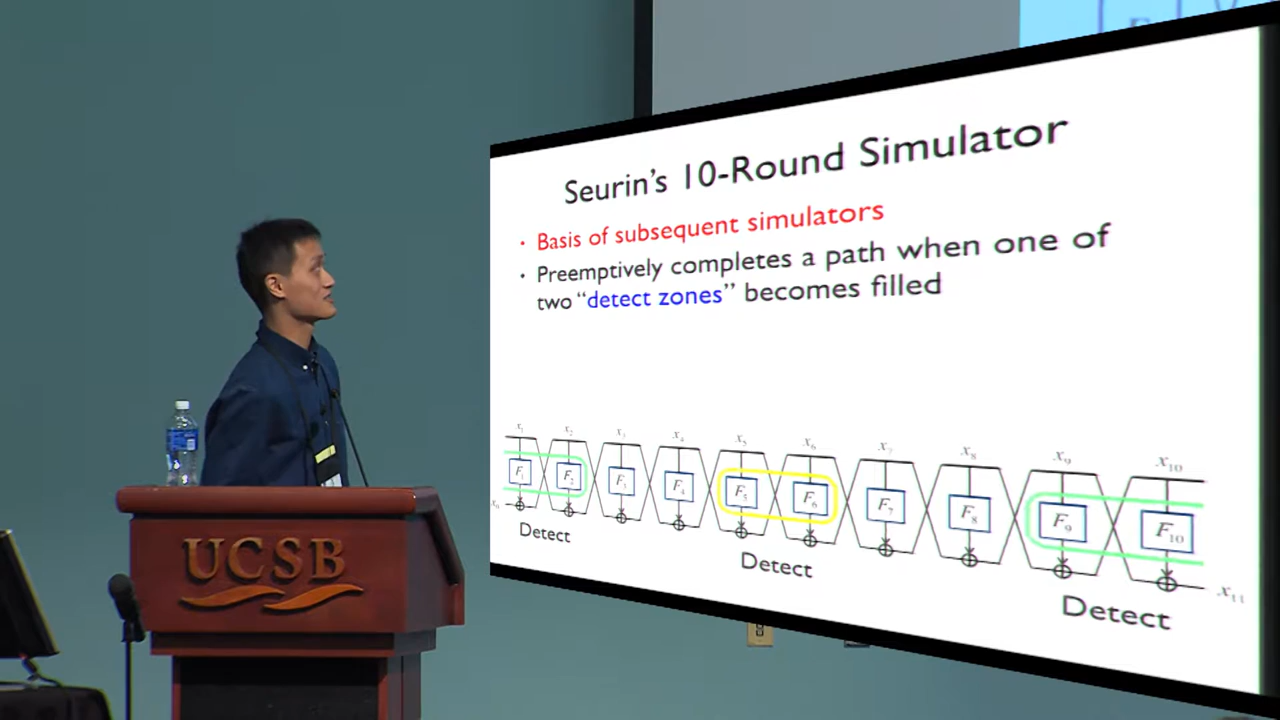 Seurin's 10-Round Simulator
• Basis of subsequent simulators
• Preemptively completes a path when one of
two “detect zones” becomes filled
x1 x2 x3 x4 x5 x6 x7 x8 x9 x10
F1 F2 F3 F4 F5 F6 F7 F8 F9 F10
x0 x11
Detect Detect Detect
UCSB